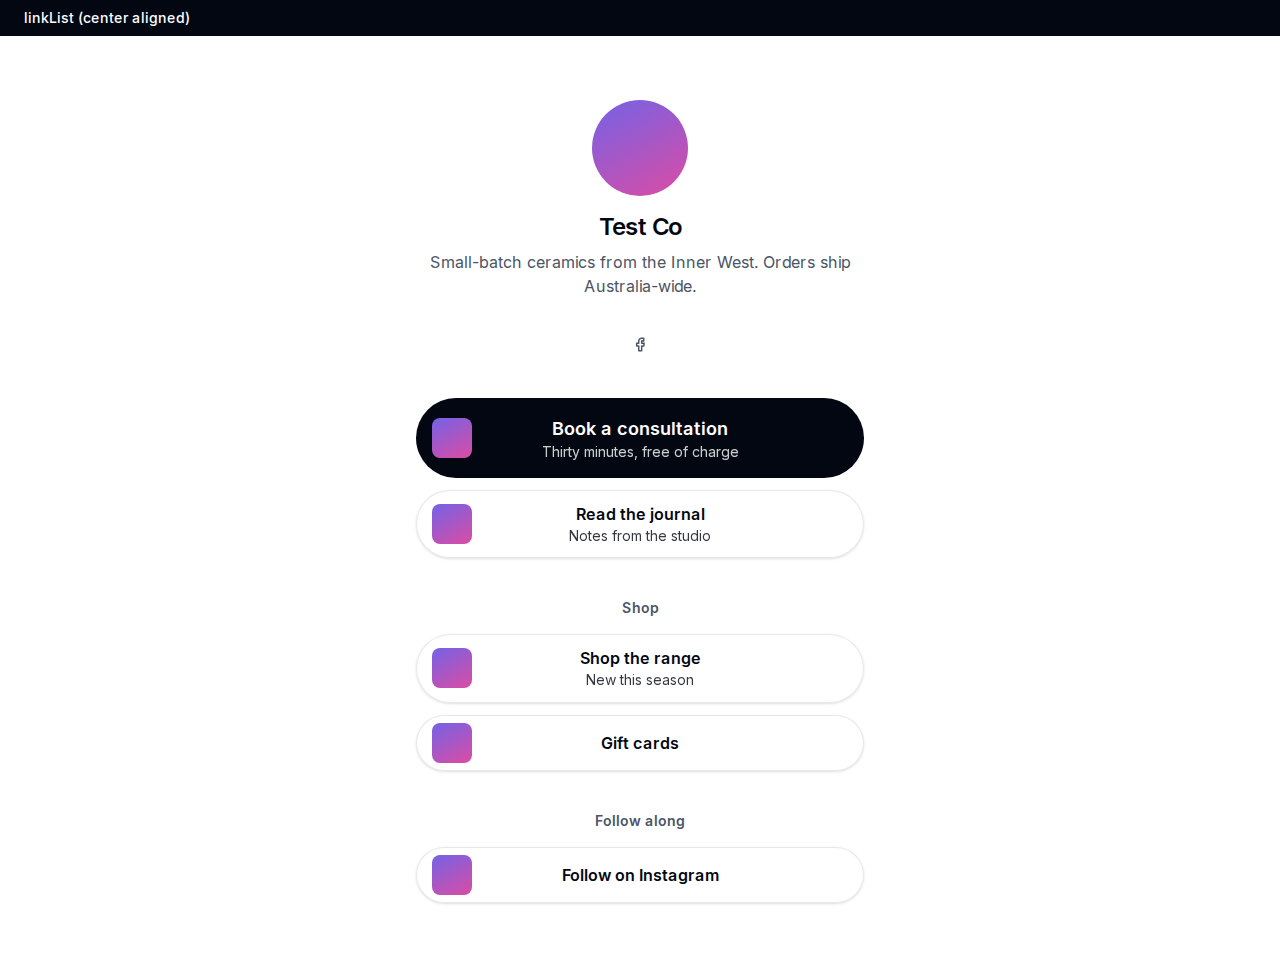 linkList (center aligned)
Test Co
Small-batch ceramics from the Inner West. Orders ship
Australia-wide.
Book a consultation
Thirty minutes, free of charge
Read the journal
Notes from the studio
Shop
Shop the range
New this season
Gift cards
Follow along
Follow on Instagram